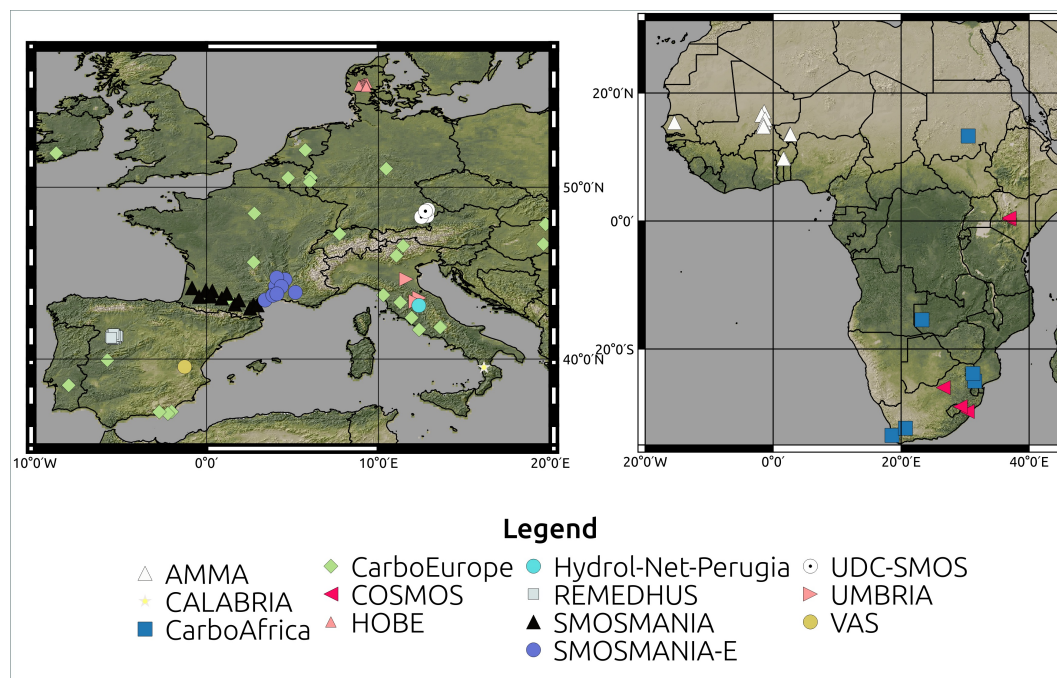 20°0′N
50°0′N
0°0′
40°0′N
20°0′S
10°0′W 0°0′ 10°0′E 20°0′E
20°0′W 0°0′ 20°0′E 40°0′E
Legend
AMMA
CALABRIA
CarboAfrica
CarboEurope
COSMOS
HOBE
Hydrol-Net-Perugia
REMEDHUS
SMOSMANIA
SMOSMANIA-E
UDC-SMOS
UMBRIA
VAS